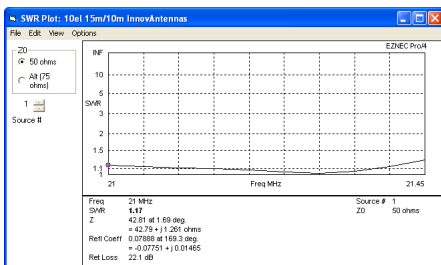 SWR Plot: 10el 15m/10m InnovAntennas
File Edit View Options
Z0
50 ohms
Alt (75 ohms)
1
Source #
EZNEC Pro/4
INF
10
5
SWR
3
2
1.5
1.1
1
21 Freq MHz 21.45
Freq 21 MHz Source # 1
SWR 1.17 Z0 50 ohms
Z 42.81 at 1.69 deg.
= 42.79 + j 1.261 ohms
Refl Coeff 0.07888 at 169.3 deg.
= -0.07751 + j 0.01465
Ret Loss 22.1 dB